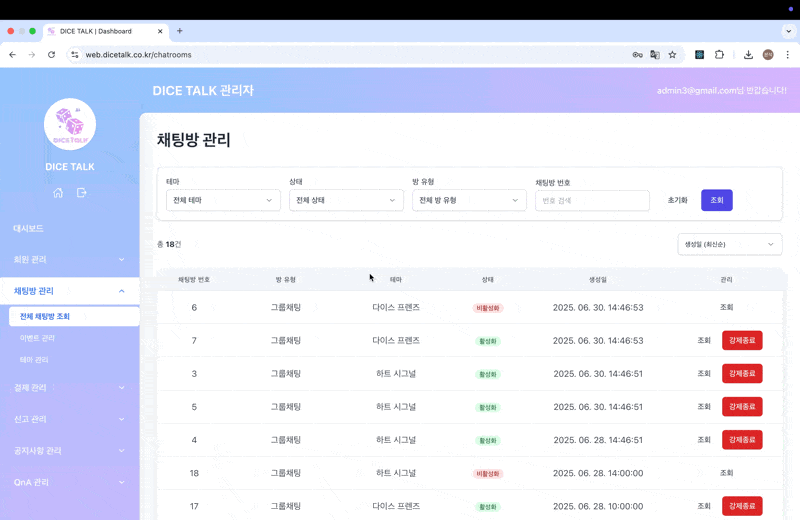 DICE TALK | Dashboard
web.dicetalk.co.kr/chatrooms
DICE TALK 관리자
admin3@gmail.com님 반갑습니다!
DICE TALK
DICE TALK
대시보드
회원 관리
채팅방 관리
전체 채팅방 조회
이벤트 관리
테마 관리
결제 관리
신고 관리
공지사항 관리
QnA 관리
채팅방 관리
테마 상태 방 유형 채팅방 번호
전체 테마 전체 상태 전체 방 유형 번호 검색 초기화 조회
총 18건 생성일 (최신순)
채팅방 번호 방 유형 테마 상태 생성일 관리
6 그룹채팅 다이스 프렌즈 비활성화 2025. 06. 30. 14:46:53 조회
7 그룹채팅 다이스 프렌즈 활성화 2025. 06. 30. 14:46:53 조회 강제종료
3 그룹채팅 하트 시그널 활성화 2025. 06. 30. 14:46:51 조회 강제종료
5 그룹채팅 하트 시그널 활성화 2025. 06. 30. 14:46:51 조회 강제종료
4 그룹채팅 하트 시그널 활성화 2025. 06. 28. 14:46:51 조회 강제종료
18 그룹채팅 하트 시그널 비활성화 2025. 06. 28. 14:00:00 조회
17 그룹채팅 다이스 프렌즈 활성화 2025. 06. 28. 10:00:00 조회 강제종료